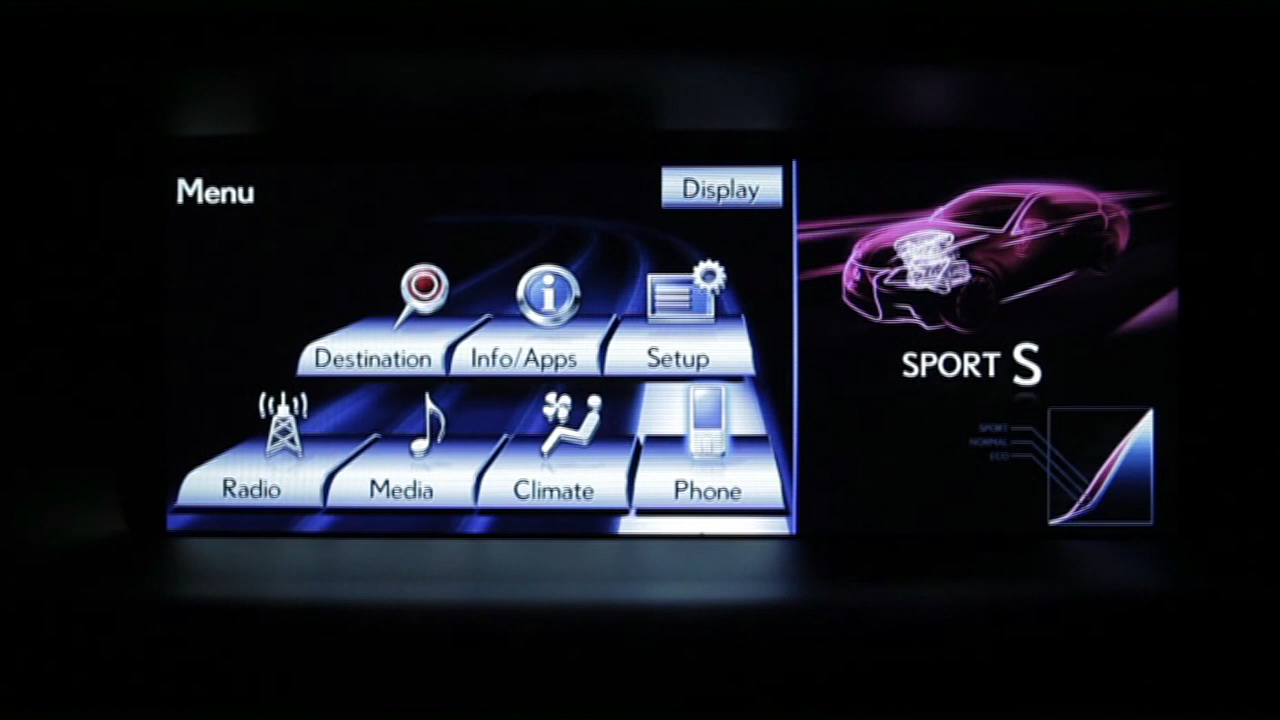 Menu
Display
Destination
Info/Apps
Setup
Radio
Media
Climate
Phone
SPORT S
SPORT
NORMAL
ECO